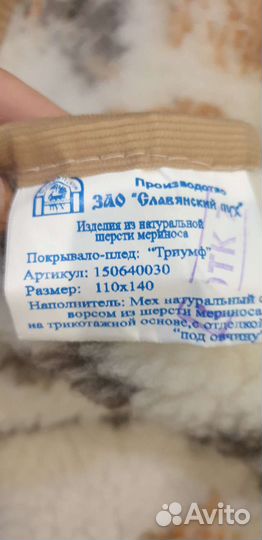 Производство
ЗАО "Славянский пух"
Изделия из натуральной
шерсти мериноса
Покрывало-плед: "Триумф"
Артикул: 150640030
Размер: 110x140
Наполнитель: Мех натуральный с
ворсом из шерсти мериноса
на трикотажной основе, с отделкой
"под овчину"
ОТК
Avito